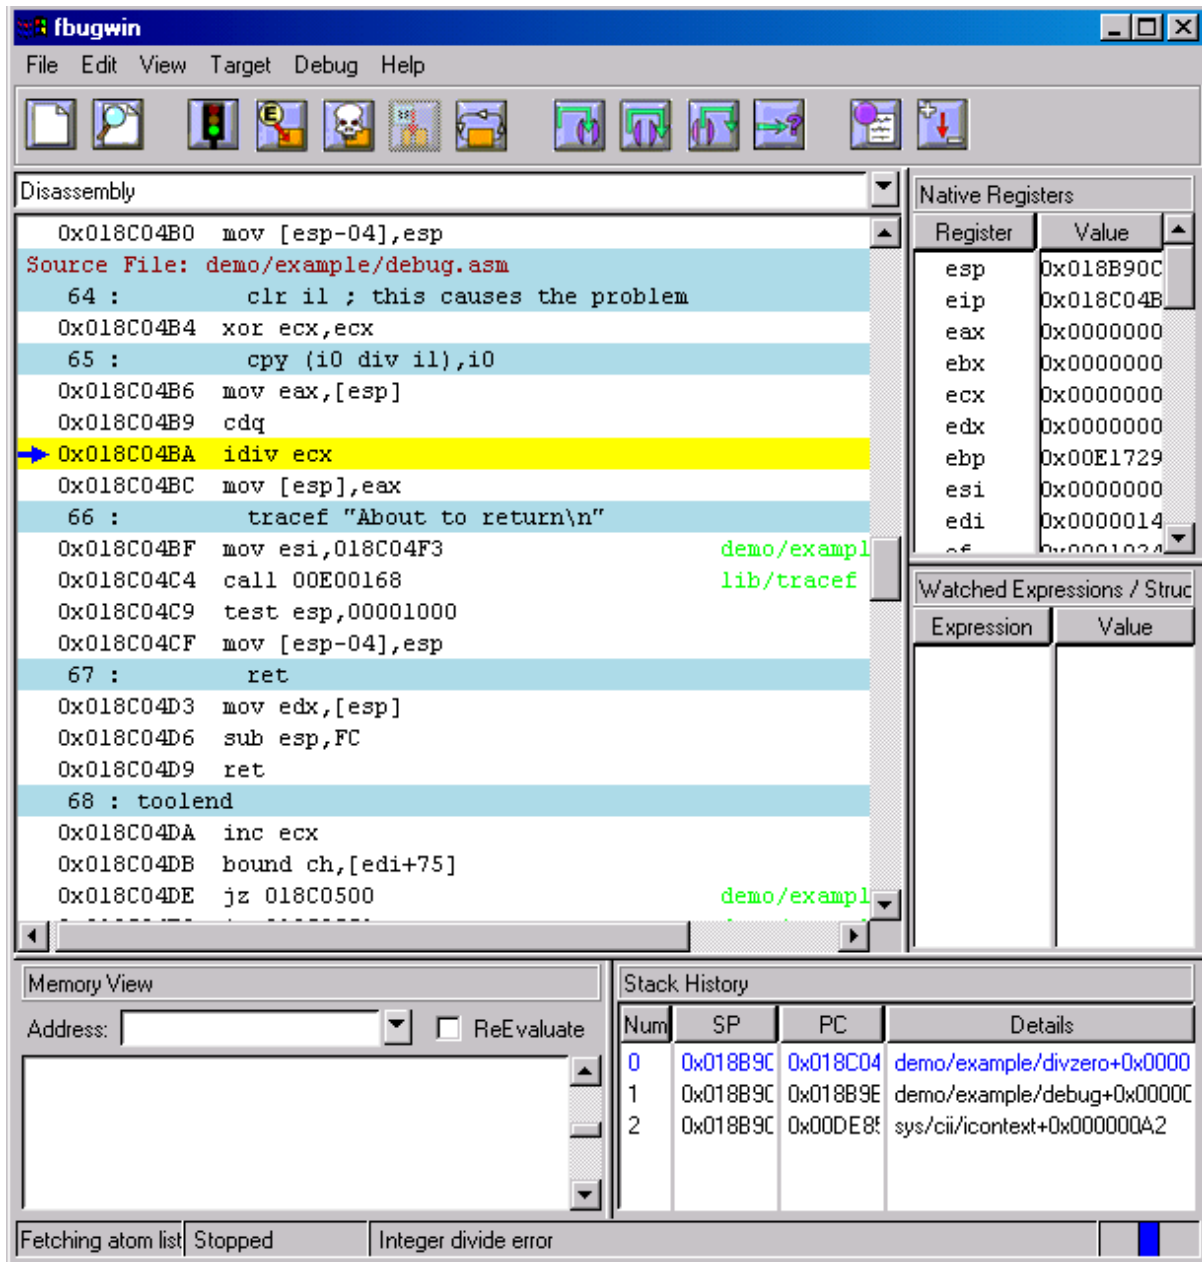 fbugwin
File Edit View Target Debug Help
Disassembly
0x018C04B0 mov [esp-04],esp
Source File: demo/example/debug.asm
64 : clr i1 ; this causes the problem
0x018C04B4 xor ecx,ecx
65 : cpy (i0 div i1),i0
0x018C04B6 mov eax,[esp]
0x018C04B9 cdq
0x018C04BA idiv ecx
0x018C04BC mov [esp],eax
66 : tracef "About to return\n"
0x018C04BF mov esi,018C04F3 demo/exampl
0x018C04C4 call 00E00168 lib/tracef
0x018C04C9 test esp,00001000
0x018C04CF mov [esp-04],esp
67 : ret
0x018C04D3 mov edx,[esp]
0x018C04D6 sub esp,FC
0x018C04D9 ret
68 : toolend
0x018C04DA inc ecx
0x018C04DB bound ch,[edi+75]
0x018C04DE jz 018C0500 demo/exampl
Native Registers
Register Value
esp 0x018B90C
eip 0x018C04B
eax 0x0000000
ebx 0x0000000
ecx 0x0000000
edx 0x0000000
ebp 0x00E1729
esi 0x0000000
edi 0x0000014
Watched Expressions / Struc
Expression Value
Memory View
Address: ReEvaluate
Stack History
Num SP PC Details
0 0x018B90 0x018C04 demo/example/divzero+0x0000
1 0x018B90 0x018B9E demo/example/debug+0x00000
2 0x018B90 0x00DE85 sys/cii/icontext+0x000000A2
Fetching atom list Stopped Integer divide error